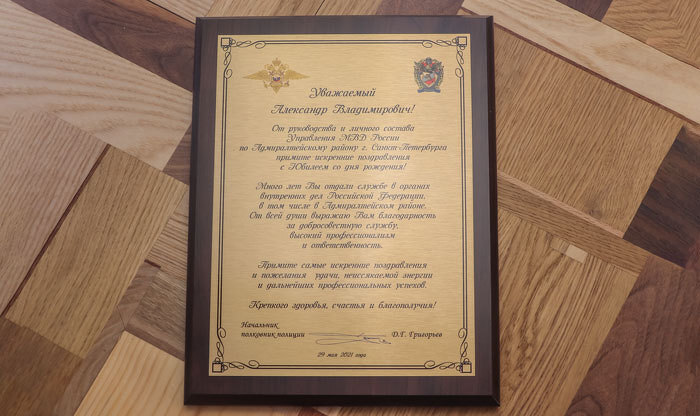 Уважаемый
Александр Владимирович!
От руководства и личного состава
Управления МВД России
по Адмиралтейскому району г. Санкт-Петербурга
примите искренние поздравления
с Юбилеем со дня рождения!
Много лет Вы отдали службе в органах
внутренних дел Российской Федерации,
в том числе в Адмиралтейском районе.
От всей души выражаю Вам благодарность
за добросовестную службу,
высокий профессионализм
и ответственность.
Примите самые искренние поздравления
и пожелания удачи, неиссякаемой энергии
и дальнейших профессиональных успехов.
Крепкого здоровья, счастья и благополучия!
Начальник
полковник полиции Д.Г. Григорьев
29 мая 2021 года